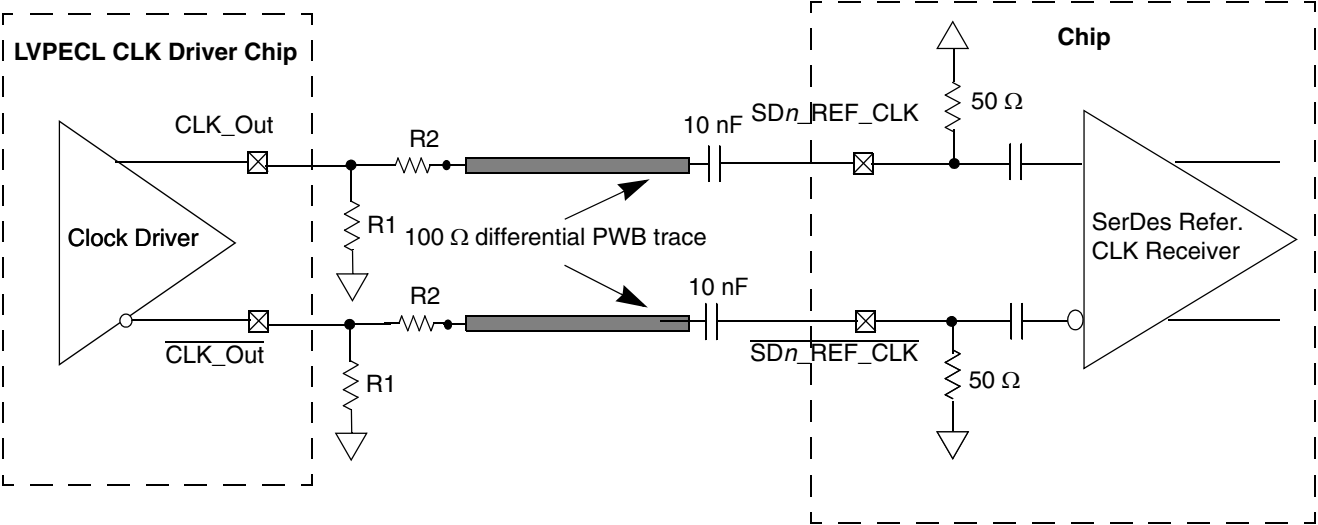 LVPECL CLK Driver Chip
Chip
CLK_Out
R2
10 nF
SDn_REF_CLK
50 Ω
Clock Driver
R1
100 Ω differential PWB trace
SerDes Refer.
CLK Receiver
R2
10 nF
CLK_Out
SDn_REF_CLK
R1
50 Ω